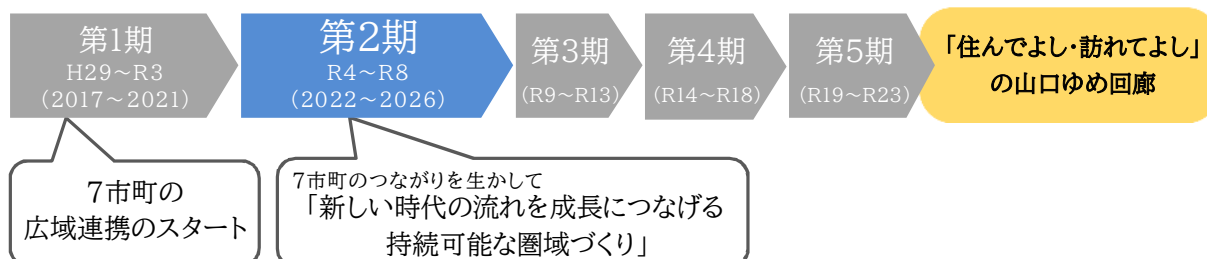 第1期
H29～R3
(2017～2021)
第2期
R4～R8
(2022～2026)
第3期
(R9～R13)
第4期
(R14～R18)
第5期
(R19～R23)
「住んでよし・訪れてよし」
の山口ゆめ回廊
7市町の
広域連携のスタート
7市町のつながりを生かして
「新しい時代の流れを成長につなげる
持続可能な圏域づくり」